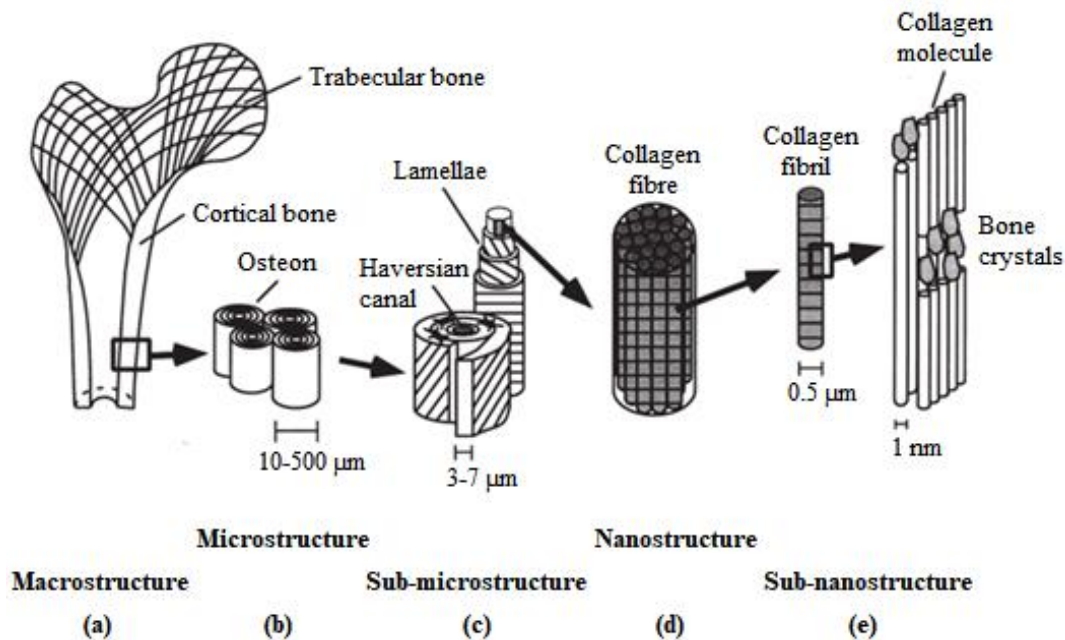 Trabecular bone
Cortical bone
Osteon
10-500 µm
Lamellae
Haversian
canal
3-7 µm
Collagen
fibre
Collagen
fibril
0.5 µm
Collagen
molecule
Bone
crystals
1 nm
Microstructure
Nanostructure
Macrostructure
Sub-microstructure
Sub-nanostructure
(a)
(b)
(c)
(d)
(e)